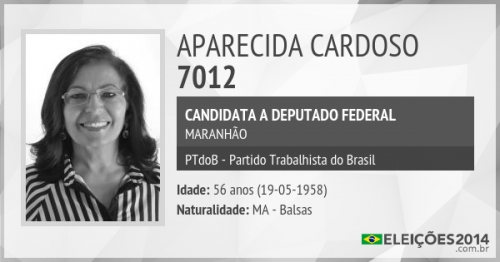 APARECIDA CARDOSO
7012
CANDIDATA A DEPUTADO FEDERAL
MARANHÃO
PTdoB - Partido Trabalhista do Brasil
Idade: 56 anos (19-05-1958)
Naturalidade: MA - Balsas
ELEIÇÕES2014
.com.br